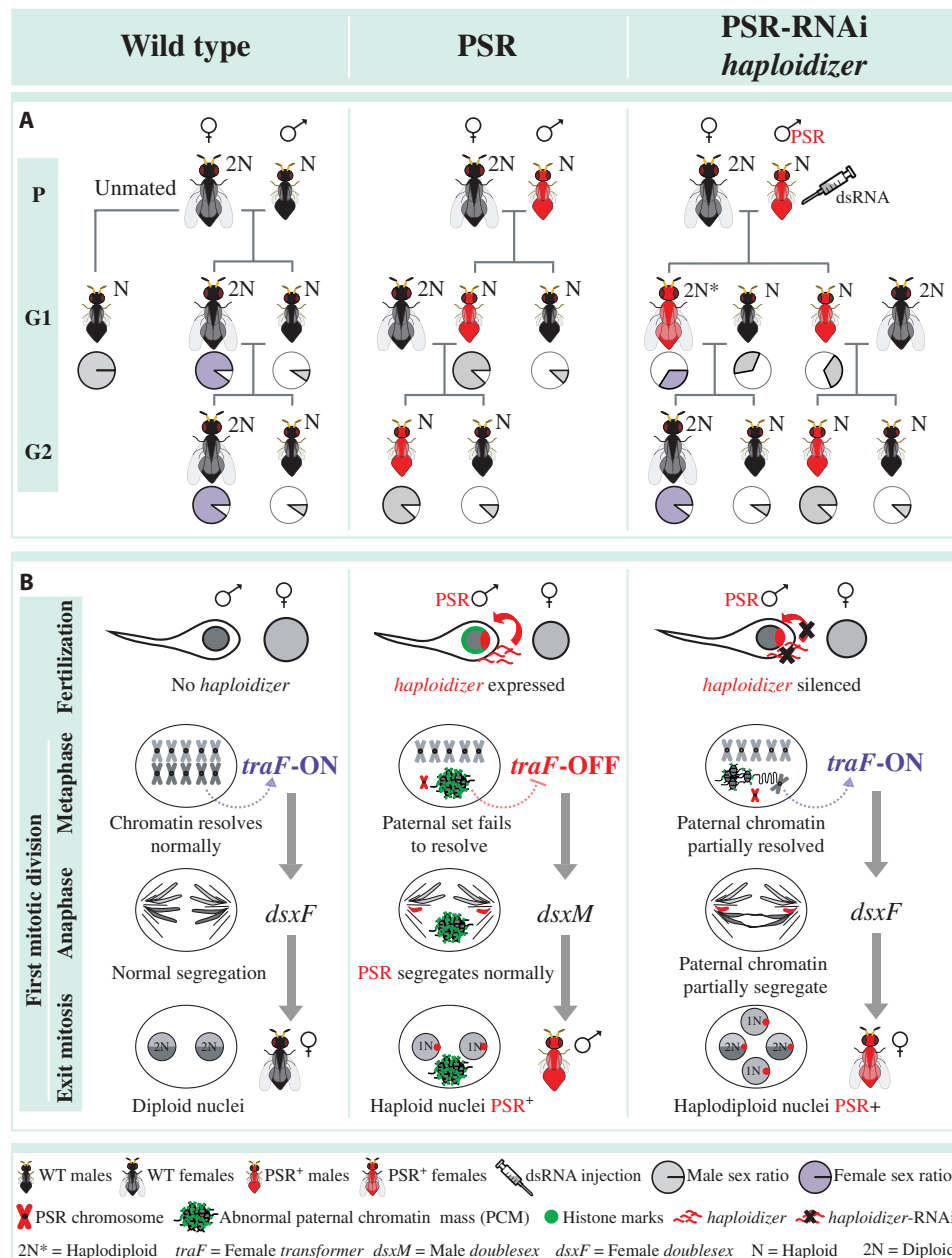 Wild type
PSR
PSR-RNAi
haploidizer
A
P
G1
G2
Unmated
♀
2N
♂
N
N
2N
N
2N
N
♀
2N
♂
N
2N
N
N
N
N
♀
2N
♂PSR
N
dsRNA
2N*
N
N
2N
2N
N
N
N
B
First mitotic division
Fertilization
Metaphase
Anaphase
Exit mitosis
♂
♀
No haploidizer
traF-ON
Chromatin resolves
normally
dsxF
Normal segregation
2N
2N
♀
Diploid nuclei
PSR ♂
♀
haploidizer expressed
traF-OFF
Paternal set fails
to resolve
dsxM
PSR segregates normally
1N
1N
♂
Haploid nuclei PSR⁺
PSR ♂
♀
haploidizer silenced
traF-ON
Paternal chromatin
partially resolved
dsxF
Paternal chromatin
partially segregate
1N
2N
2N
1N
♀
Haplodiploid nuclei PSR+
WT males
WT females
PSR⁺ males
PSR⁺ females
dsRNA injection
Male sex ratio
Female sex ratio
PSR chromosome
Abnormal paternal chromatin mass (PCM)
Histone marks
haploidizer
haploidizer-RNAi
2N* = Haplodiploid traF = Female transformer dsxM = Male doublesex dsxF = Female doublesex N = Haploid 2N = Diploid